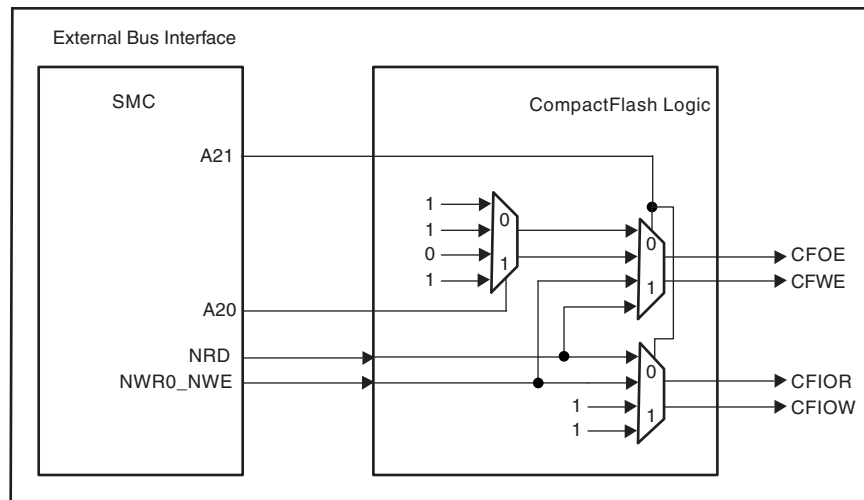 External Bus Interface
SMC
CompactFlash Logic
A21
1
1
0
1
0
1
0
1
CFOE
CFWE
A20
NRD
NWR0_NWE
1
1
0
1
CFIOR
CFIOW